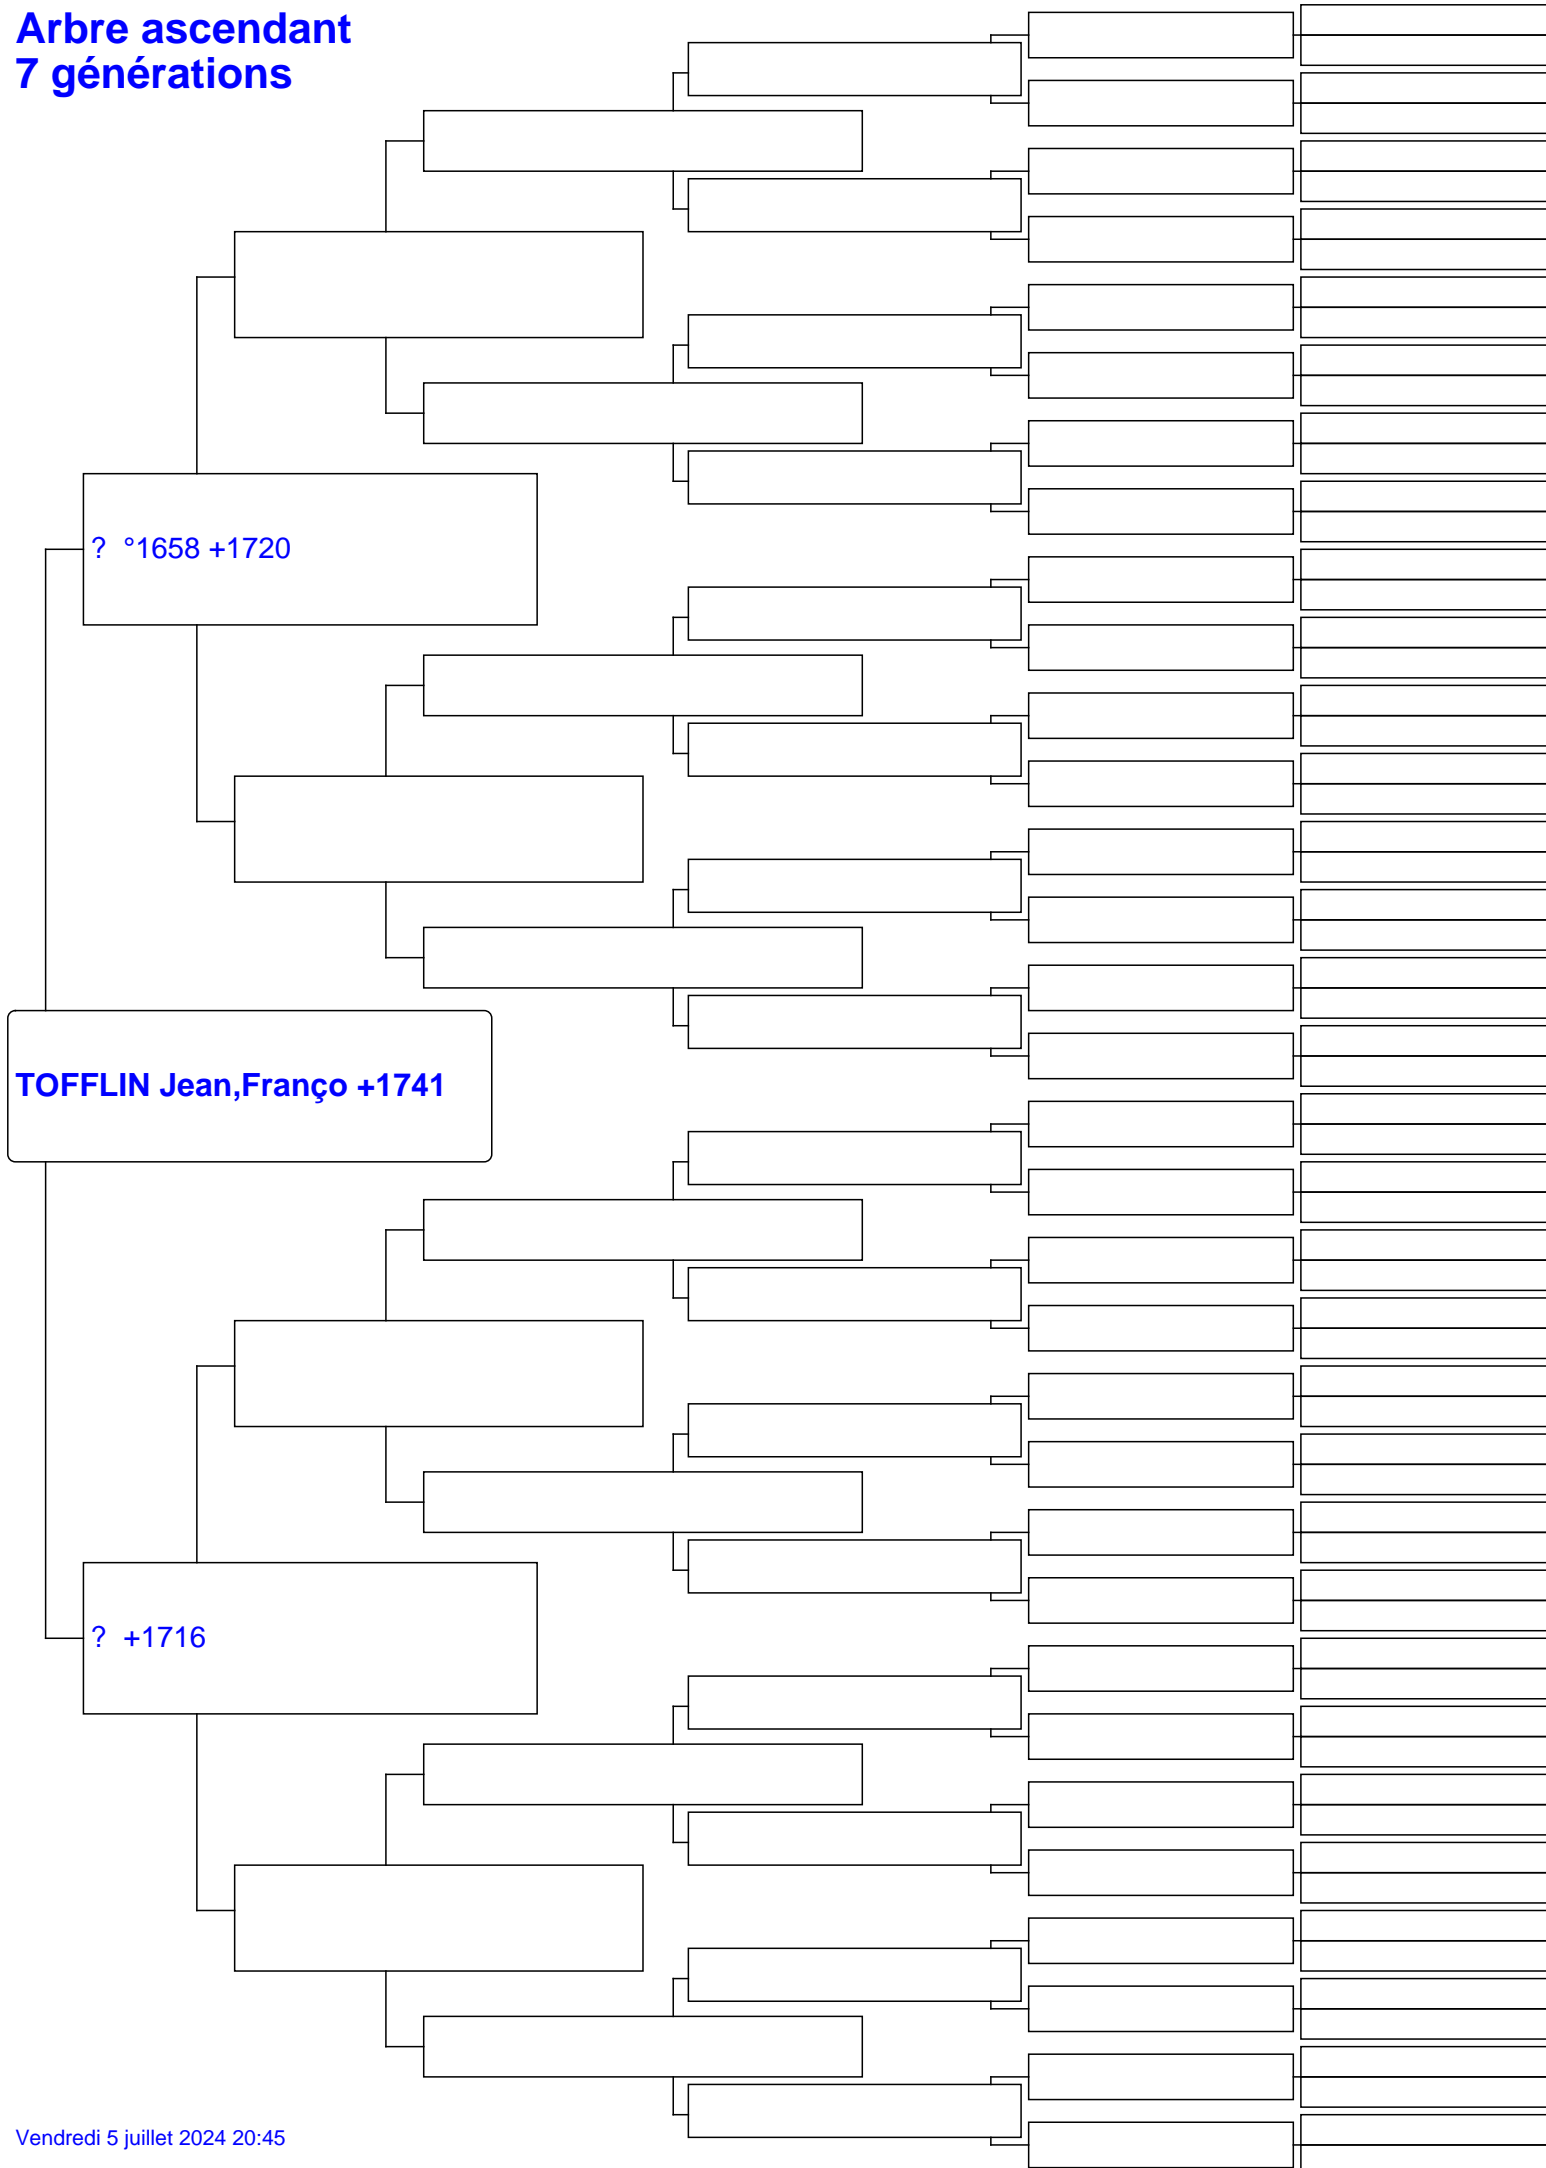 Arbre ascendant
7 générations
? °1658 +1720
TOFFLIN Jean,Franço +1741
? +1716
Vendredi 5 juillet 2024 20:45